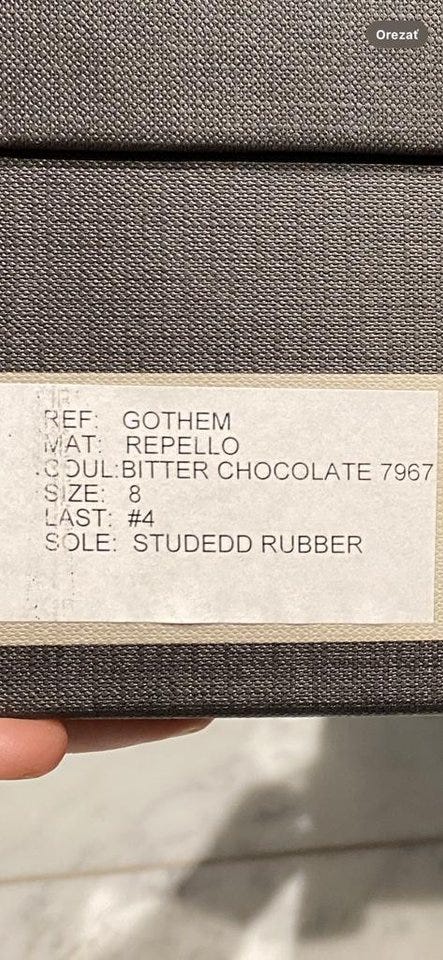 Orezať
REF: GOTHEM
MAT: REPELLO
COUL:BITTER CHOCOLATE 7967
SIZE: 8
LAST: #4
SOLE: STUDEDD RUBBER